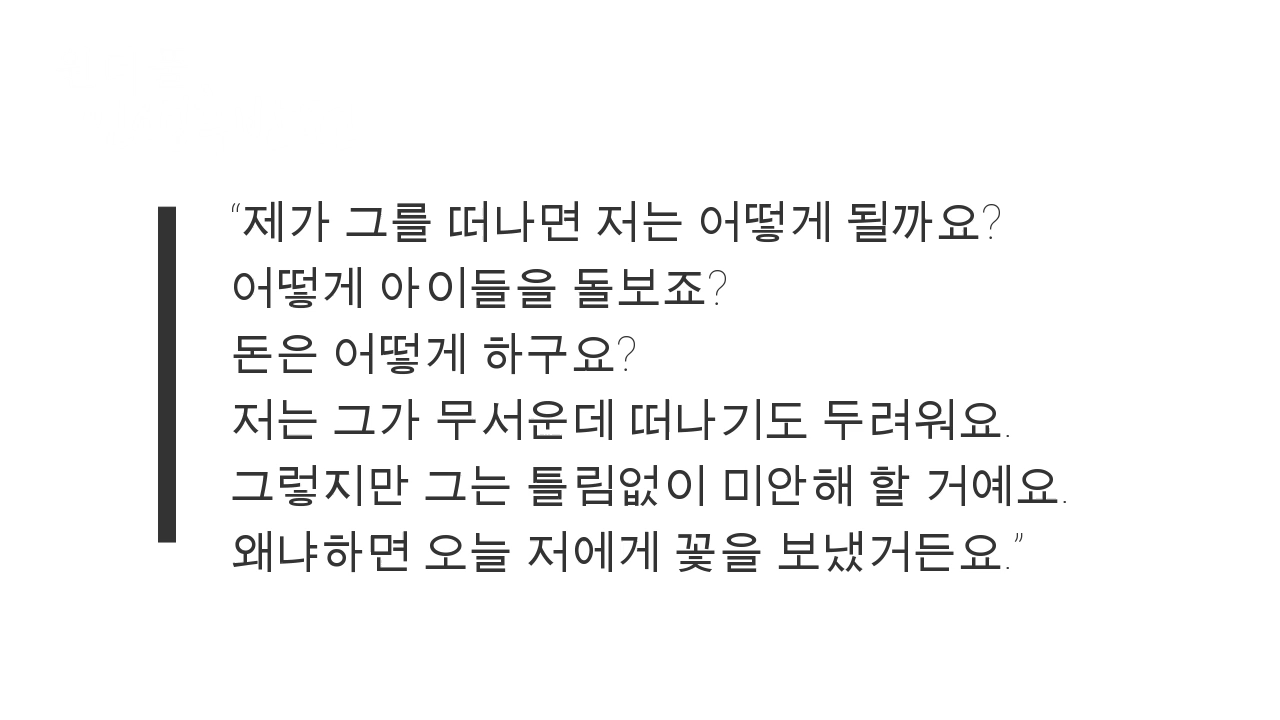 “제가 그를 떠나면 저는 어떻게 될까요?
어떻게 아이들을 돌보죠?
돈은 어떻게 하구요?
저는 그가 무서운데 떠나기도 두려워요.
그렇지만 그는 틀림없이 미안해 할 거예요.
왜냐하면 오늘 저에게 꽃을 보냈거든요.”